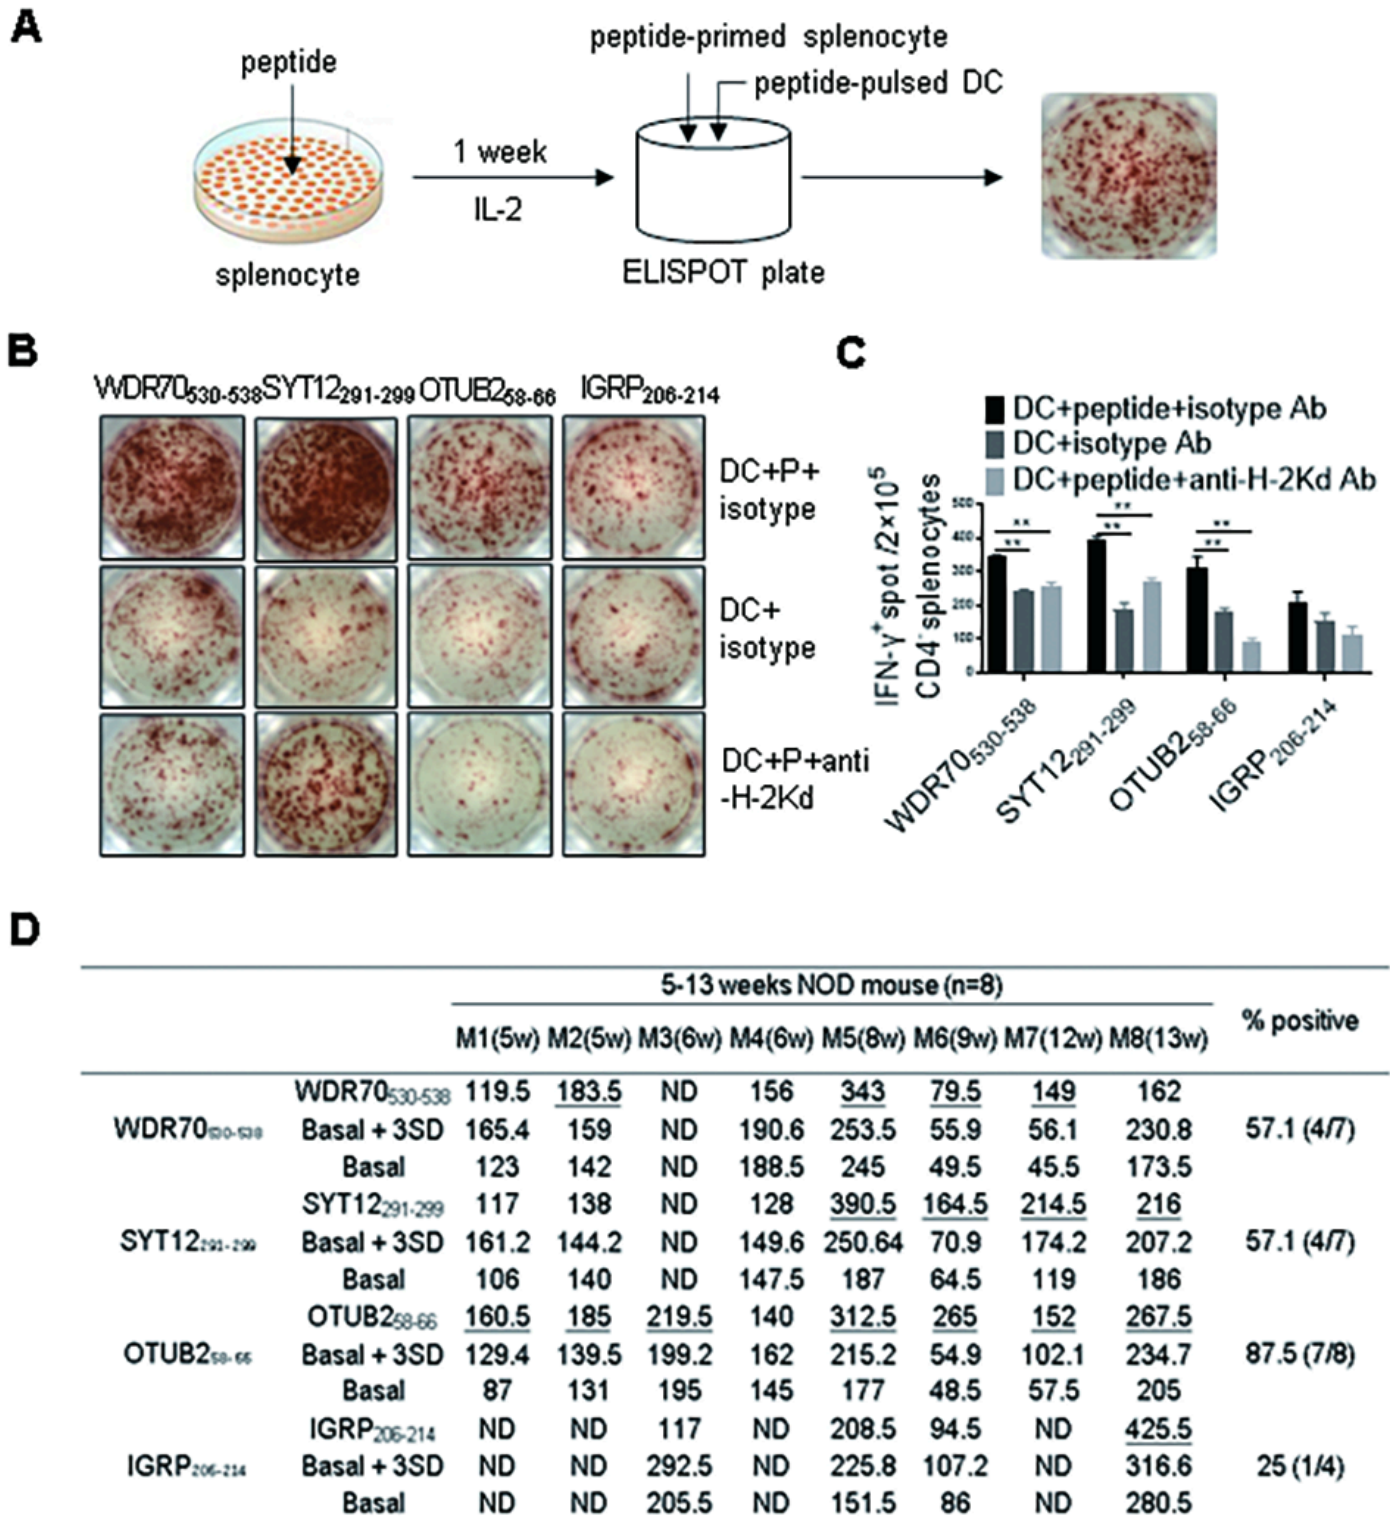 A
peptide
splenocyte
1 week
IL-2
peptide-primed splenocyte
peptide-pulsed DC
ELISPOT plate
B
WDR70530-538 SYT12291-299 OTUB258-66 IGRP206-214
DC+P+
isotype
DC+
isotype
DC+P+anti
-H-2Kd
C
DC+peptide+isotype Ab
DC+isotype Ab
DC+peptide+anti-H-2Kd Ab
IFN-γ+spot /2×105
CD4-splenocytes
500
400
300
200
100
0
** ** ** ** ** **
WDR70530-538
SYT12291-299
OTUB258-66
IGRP206-214
D
5-13 weeks NOD mouse (n=8)
% positive
M1(5w) M2(5w) M3(6w) M4(6w) M5(8w) M6(9w) M7(12w) M8(13w)
WDR70530-538 119.5 183.5 ND 156 343 79.5 149 162
WDR70530-538 Basal + 3SD 165.4 159 ND 190.6 253.5 55.9 56.1 230.8 57.1 (4/7)
Basal 123 142 ND 188.5 245 49.5 45.5 173.5
SYT12291-299 117 138 ND 128 390.5 164.5 214.5 216
SYT12291-299 Basal + 3SD 161.2 144.2 ND 149.6 250.64 70.9 174.2 207.2 57.1 (4/7)
Basal 106 140 ND 147.5 187 64.5 119 186
OTUB258-66 160.5 185 219.5 140 312.5 265 152 267.5
OTUB258-66 Basal + 3SD 129.4 139.5 199.2 162 215.2 54.9 102.1 234.7 87.5 (7/8)
Basal 87 131 195 145 177 48.5 57.5 205
IGRP206-214 ND ND 117 ND 208.5 94.5 ND 425.5
IGRP206-214 Basal + 3SD ND ND 292.5 ND 225.8 107.2 ND 316.6 25 (1/4)
Basal ND ND 205.5 ND 151.5 86 ND 280.5